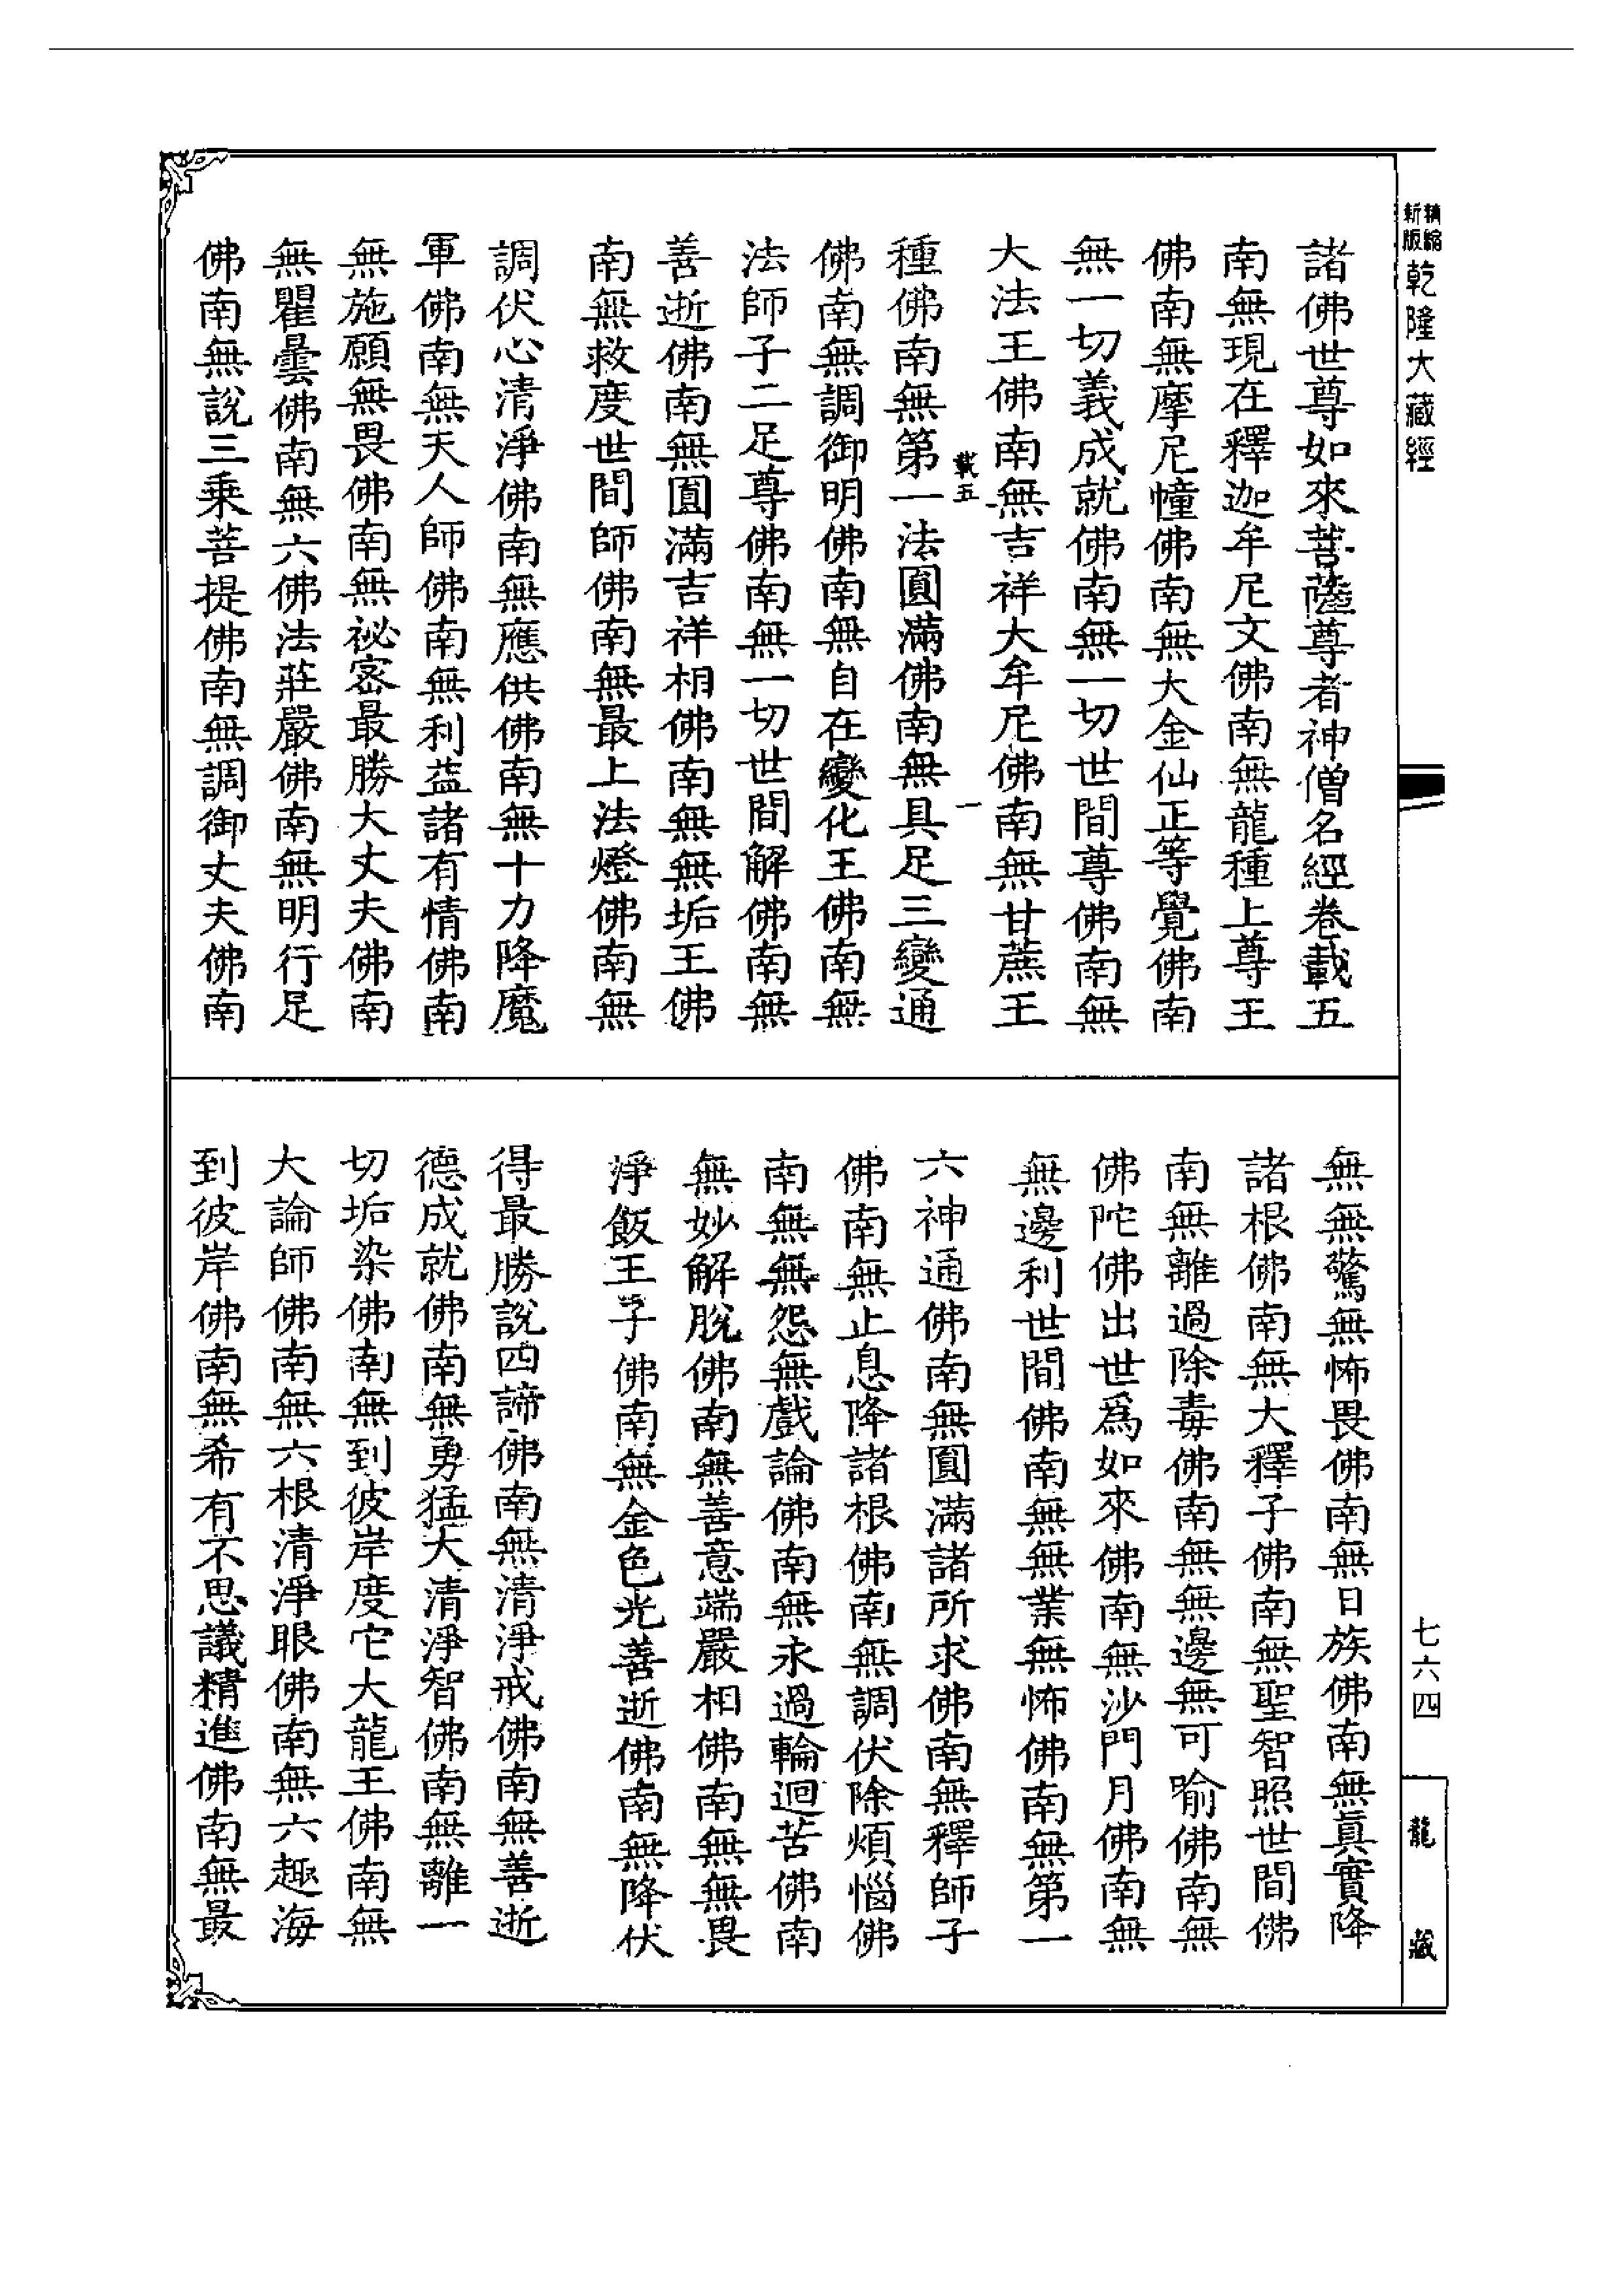 精縮新版乾隆大藏經
諸佛世尊如來菩薩尊者神僧名經卷載五
南無現在釋迦牟尼文佛南無龍種上尊王
佛南無摩尼幢佛南無大金仙正等覺佛南
無一切義成就佛南無一切世間尊佛南無
大法王佛南無吉祥大牟尼佛南無甘蔗王
載五 一
種佛南無第一法圓滿佛南無具足三變通
佛南無調御明佛南無自在變化王佛南無
法師子二足尊佛南無一切世間解佛南無
善逝佛南無圓滿吉祥相佛南無無垢王佛
南無救度世間師佛南無最上法燈佛南無
調伏心清淨佛南無應供佛南無十力降魔
軍佛南無天人師佛南無利益諸有情佛南
無施願無畏佛南無祕密最勝大丈夫佛南
無瞿曇佛南無六佛法莊嚴佛南無明行足
佛南無說三乘菩提佛南無調御丈夫佛南
無無驚無怖畏佛南無日族佛南無真實降
諸根佛南無大釋子佛南無聖智照世間佛
南無離過除毒佛南無無邊無可喻佛南無
佛陀佛出世爲如來佛南無沙門月佛南無
無邊利世間佛南無無業無怖佛南無第一
六神通佛南無圓滿諸所求佛南無釋師子
佛南無止息降諸根佛南無調伏除煩惱佛
南無無怨無戲論佛南無永過輪迴苦佛南
無妙解脫佛南無善意端嚴相佛南無無畏
淨飯王子佛南無金色光善逝佛南無降伏
得最勝說四諦佛南無清淨戒佛南無善逝
德成就佛南無勇猛大清淨智佛南無離一
切垢染佛南無到彼岸度它大龍王佛南無
大論師佛南無六根清淨眼佛南無六趣海
到彼岸佛南無希有不思議精進佛南無最
七六四
龍藏